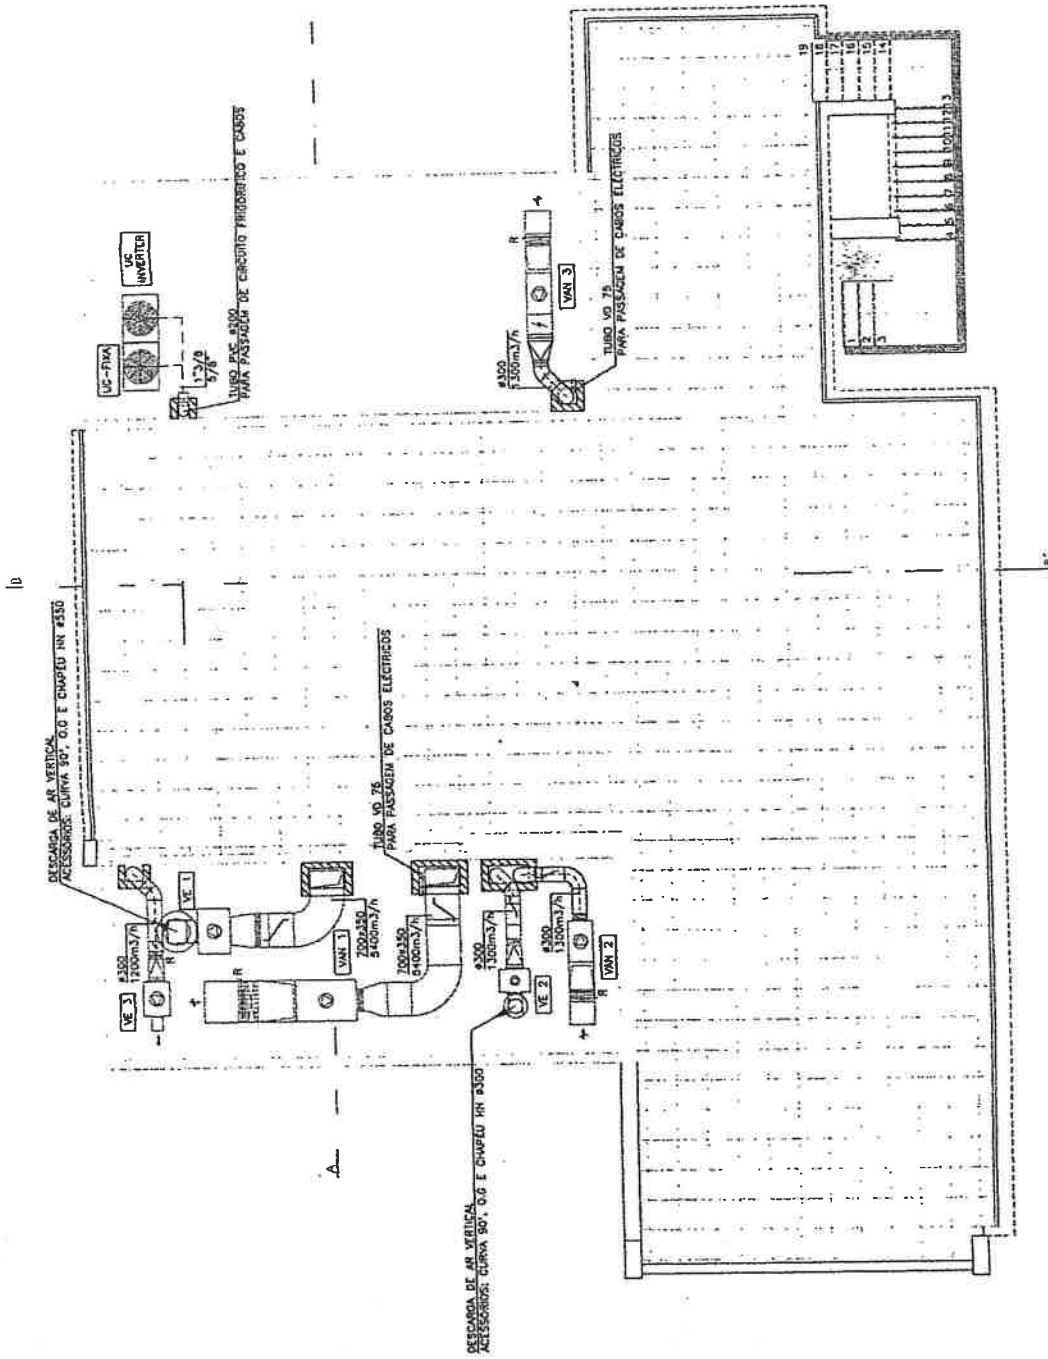 DESCARGA DE AR VERTICAL
ACESSÓRIOS: CURVA 90°, O.G E CHAPÉU HN ø550
UC-FIXA
UC
INVERTER
1"3/8
5/8"
TUBO PVC ø200
PARA PASSAGEM DE CIRCUITO FRIGORIFICO E CABOS
VE 3
ø300
1200m3/h
R
VE 1
R
VAN 1
700x350
5400m3/h
700x350
5400m3/h
TUBO VD 75
PARA PASSAGEM DE CABOS ELÉCTRICOS
ø300
1300m3/h
VE 2
ø300
1300m3/h
VAN 2
R
DESCARGA DE AR VERTICAL
ACESSÓRIOS: CURVA 90°, O.G E CHAPÉU HN ø300
R
VAN 3
ø300
TUBO VD 75
PARA PASSAGEM DE CABOS ELÉCTRICOS
A
1
2
3
4
5
6
7
8
9
10
11
12
13
14
15
16
17
18
19